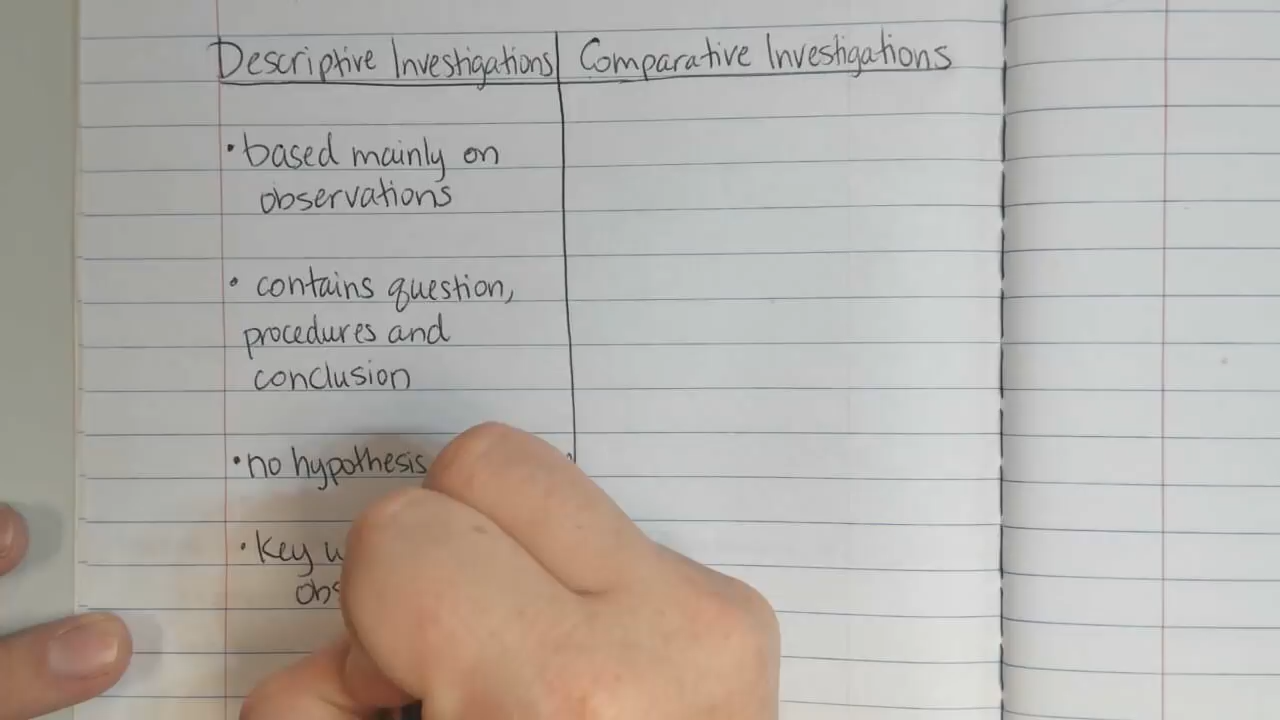 Descriptive Investigations
Comparative Investigations
• based mainly on
observations
• contains question,
procedures and
conclusion
• no hypothesis
• Key